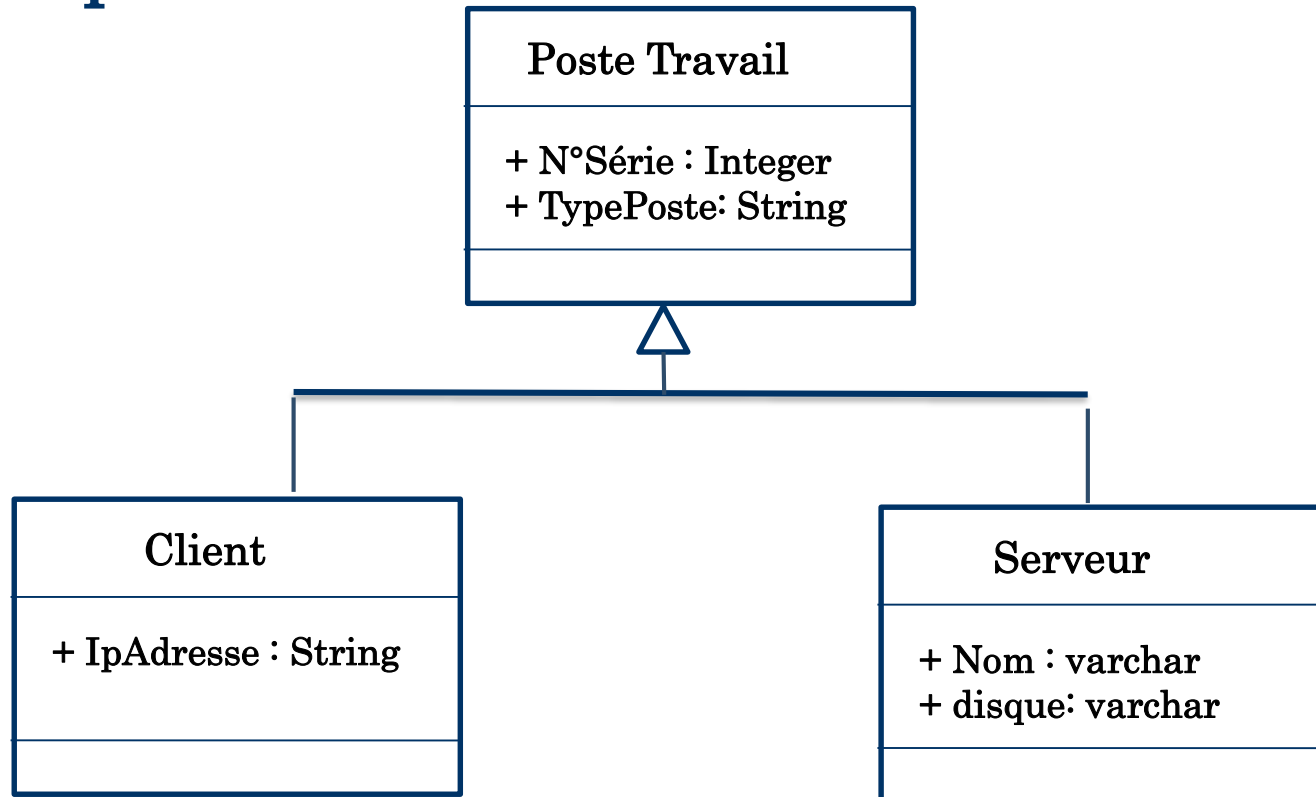 Poste Travail
+ N°Série : Integer
+ TypePoste: String
Client
+ IpAdresse : String
Serveur
+ Nom : varchar
+ disque: varchar